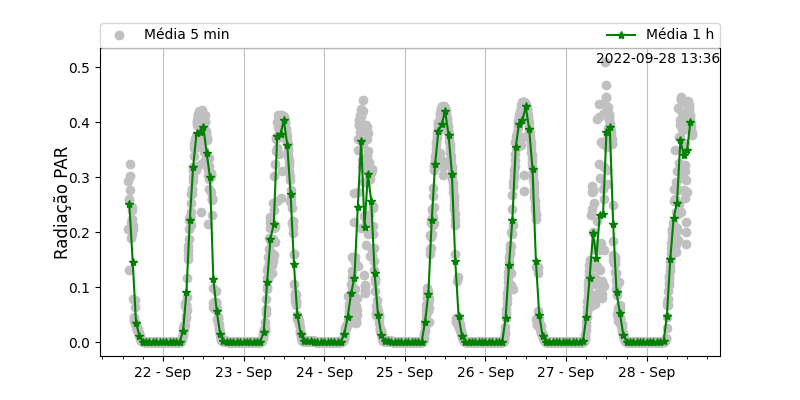 Média 5 min
Média 1 h
2022-09-28 13:36
Radiação PAR
0.5
0.4
0.3
0.2
0.1
0.0
22 - Sep
23 - Sep
24 - Sep
25 - Sep
26 - Sep
27 - Sep
28 - Sep